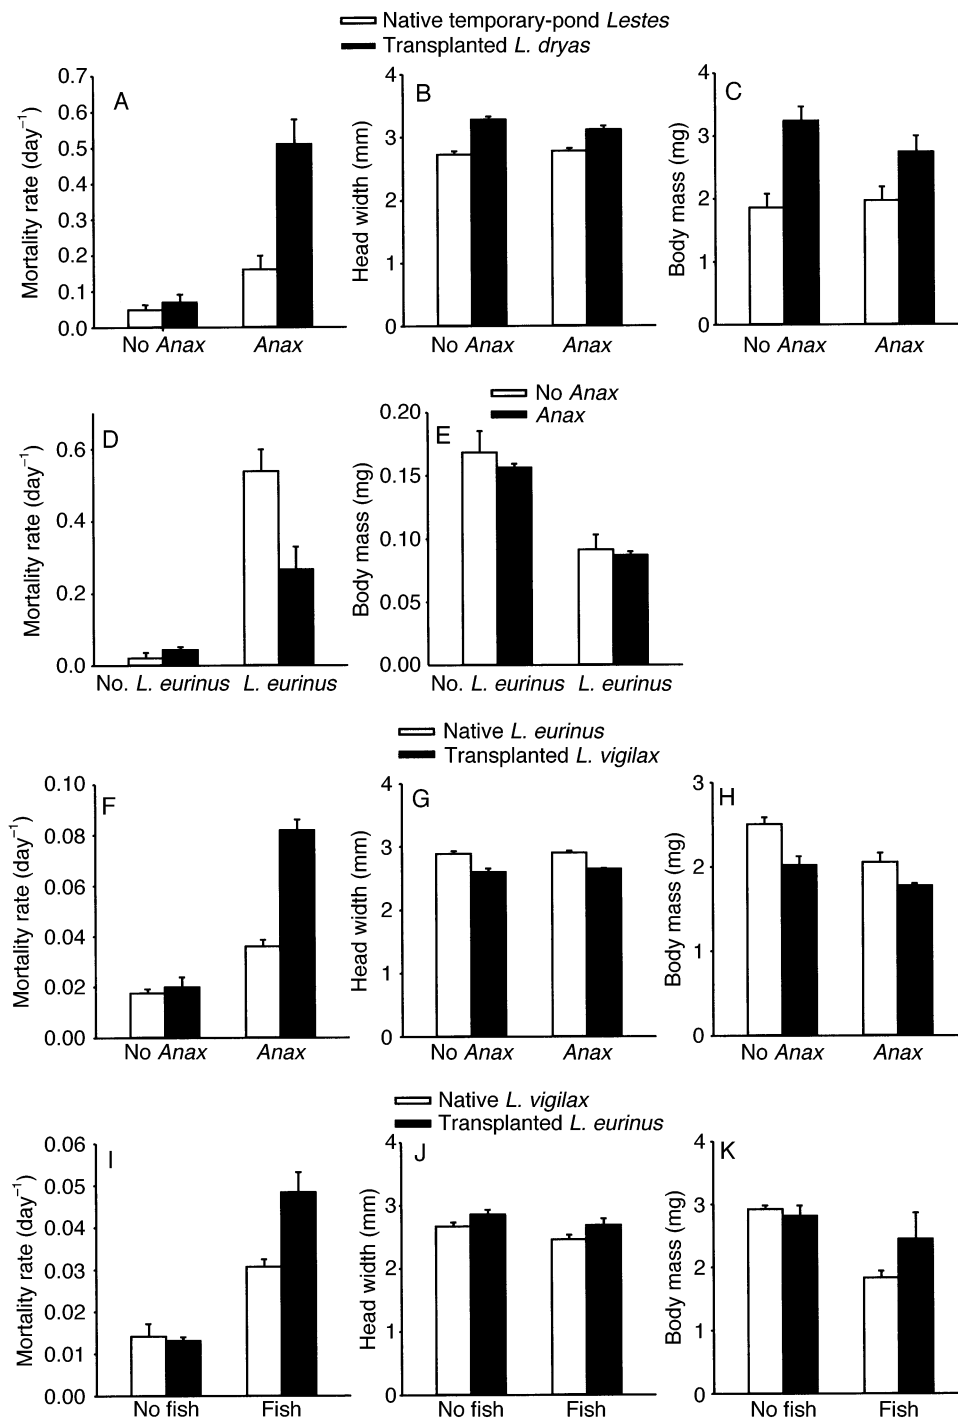 Native temporary-pond Lestes
Transplanted L. dryas
A
Mortality rate (day⁻¹)
0.7
0.6
0.5
0.4
0.3
0.2
0.1
0.0
No Anax
Anax
B
Head width (mm)
4
3
2
1
0
No Anax
Anax
C
Body mass (mg)
4
3
2
1
0
No Anax
Anax
No Anax
Anax
D
Mortality rate (day⁻¹)
0.6
0.4
0.2
0.0
No. L. eurinus
L. eurinus
E
Body mass (mg)
0.20
0.15
0.10
0.05
0.00
No. L. eurinus
L. eurinus
Native L. eurinus
Transplanted L. vigilax
F
Mortality rate (day⁻¹)
0.10
0.08
0.06
0.04
0.02
0.00
No Anax
Anax
G
Head width (mm)
4
3
2
1
0
No Anax
Anax
H
Body mass (mg)
3
2
1
0
No Anax
Anax
Native L. vigilax
Transplanted L. eurinus
I
Mortality rate (day⁻¹)
0.06
0.05
0.04
0.03
0.02
0.01
0.00
No fish
Fish
J
Head width (mm)
4
3
2
1
0
No fish
Fish
K
Body mass (mg)
4
3
2
1
0
No fish
Fish